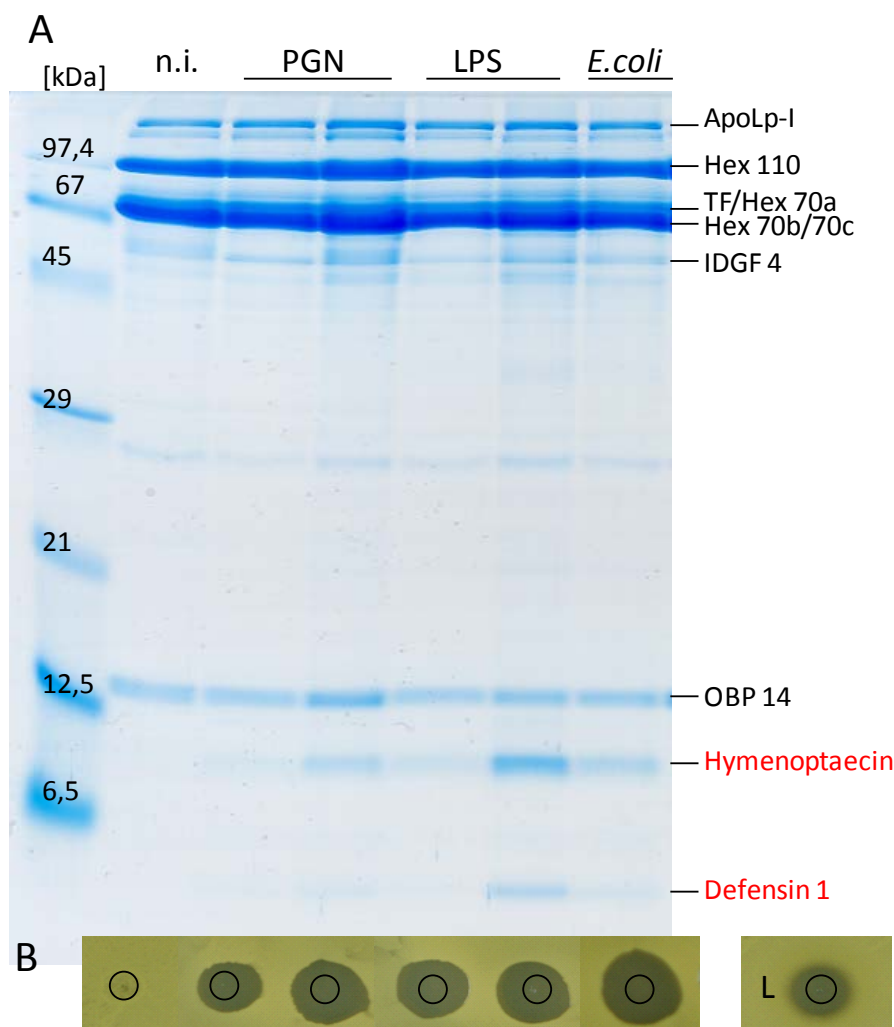 A
n.i. PGN LPS E.coli
[kDa]
97,4
67
45
29
21
12,5
6,5
ApoLp-I
Hex 110
TF/Hex 70a
Hex 70b/70c
IDGF 4
OBP 14
Hymenoptaecin
Defensin 1
B
L